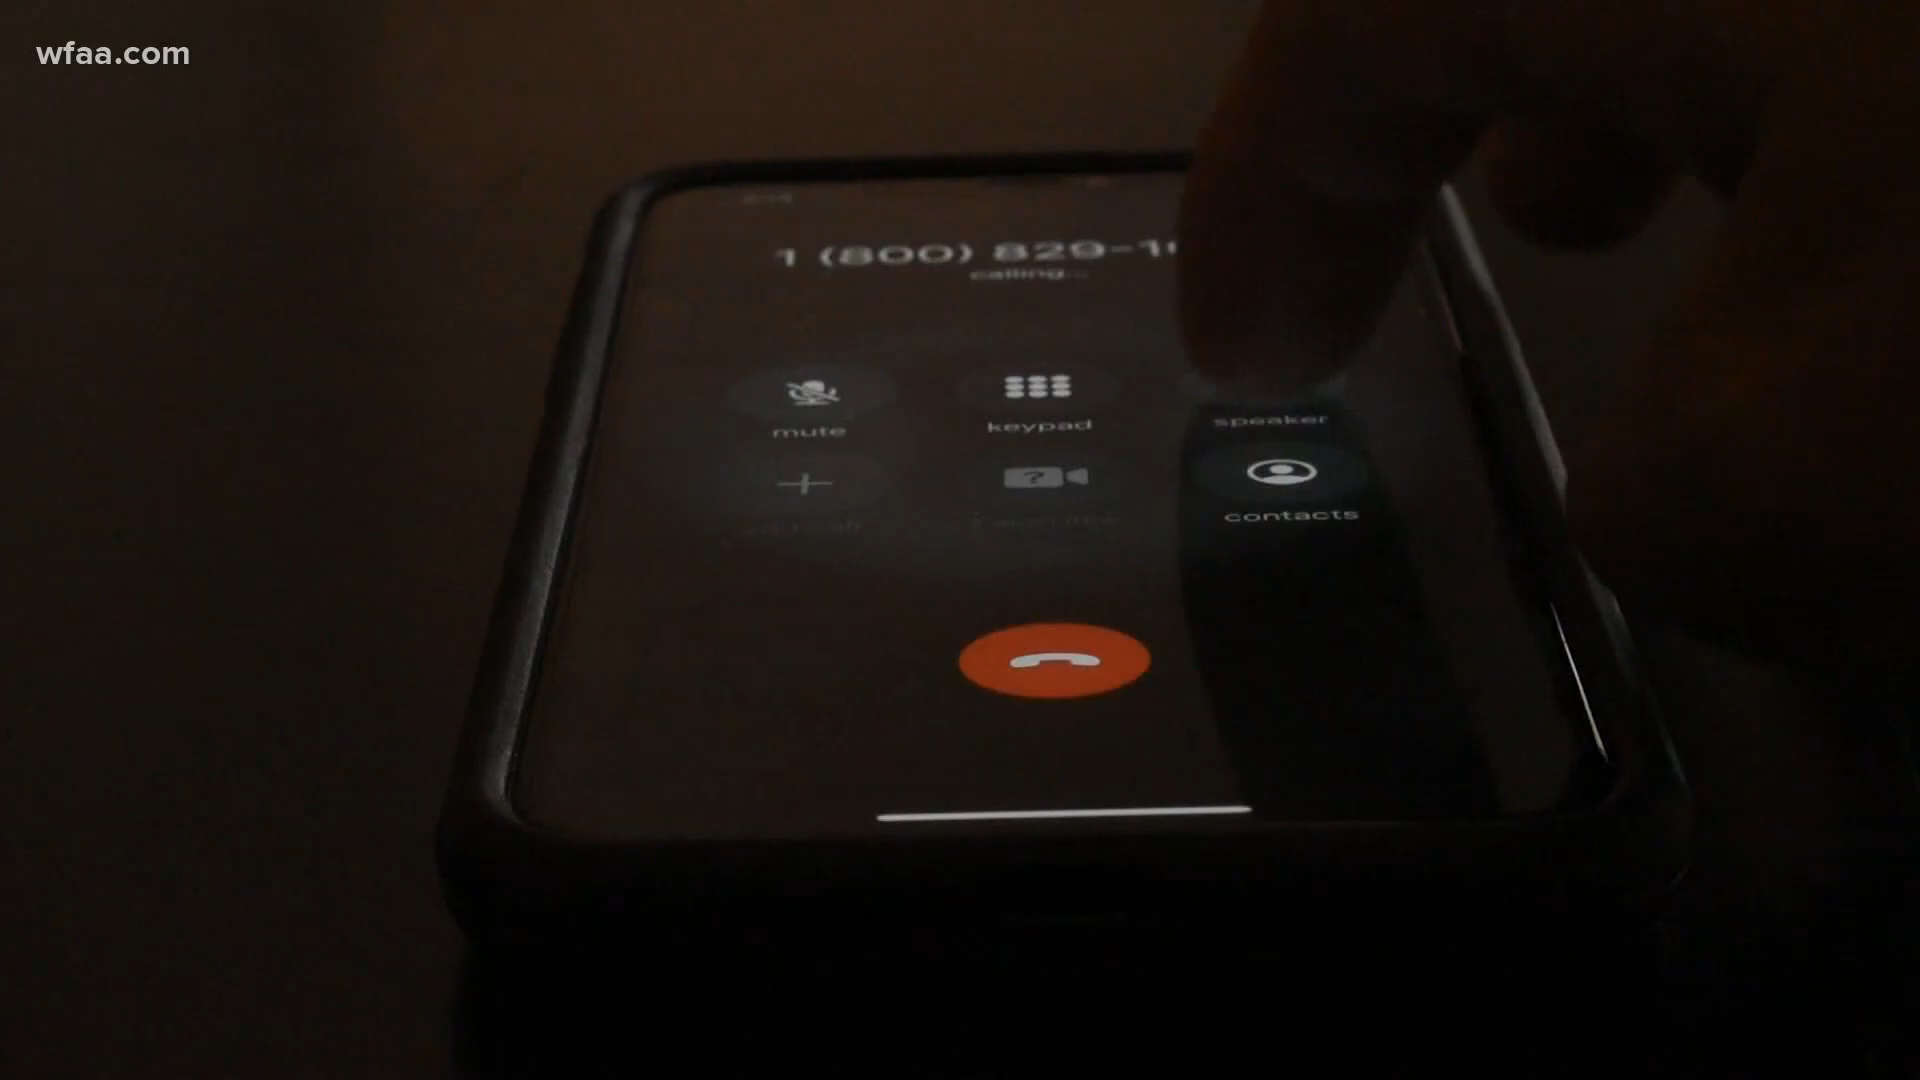 wfaa.com
1 (800) 829-1
calling...
mute keypad speaker
contacts